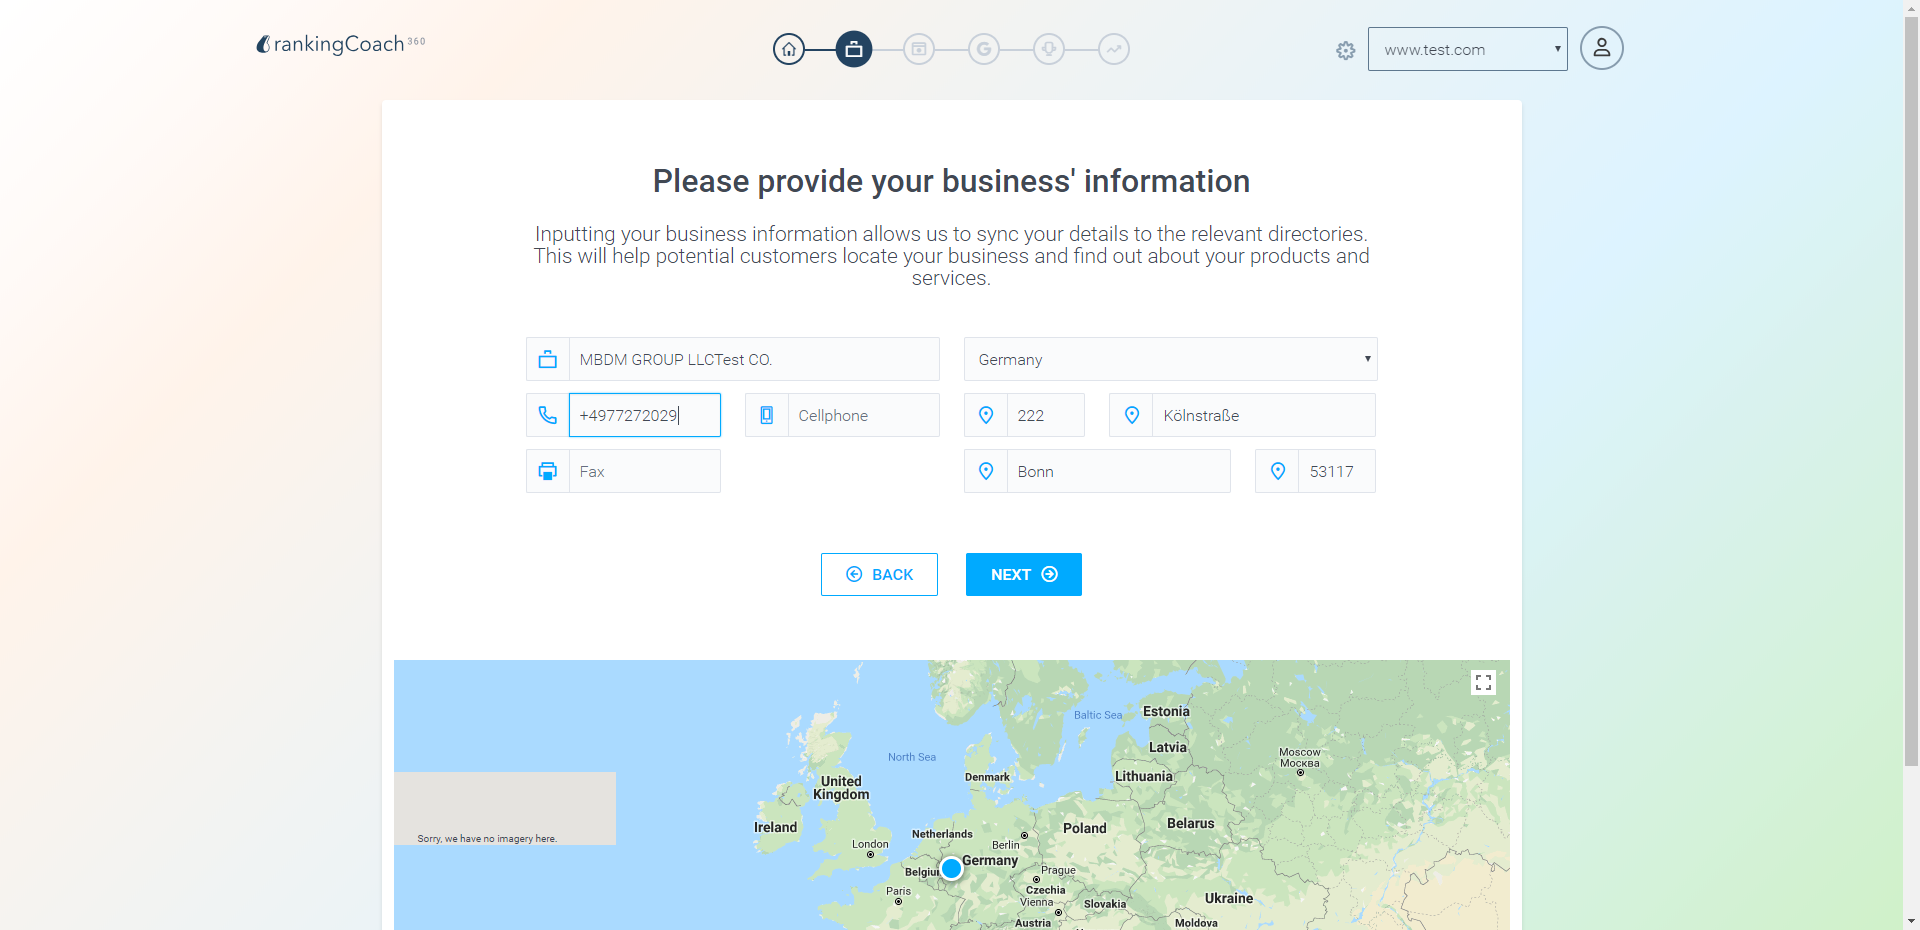 rankingCoach 360
www.test.com
Please provide your business' information
Inputting your business information allows us to sync your details to the relevant directories.
This will help potential customers locate your business and find out about your products and
services.
MBDM GROUP LLCTest CO.
Germany
+4977272029
Cellphone
222
Kölnstraße
Fax
Bonn
53117
BACK
NEXT
Baltic Sea
Estonia
Latvia
Moscow
Москва
North Sea
Denmark
Lithuania
United
Kingdom
Ireland
Netherlands
Poland
Belarus
Sorry, we have no imagery here.
London
Berlin
Germany
Belgiu
Prague
Paris
Czechia
Vienna
Slovakia
Ukraine
Austria
Moldova